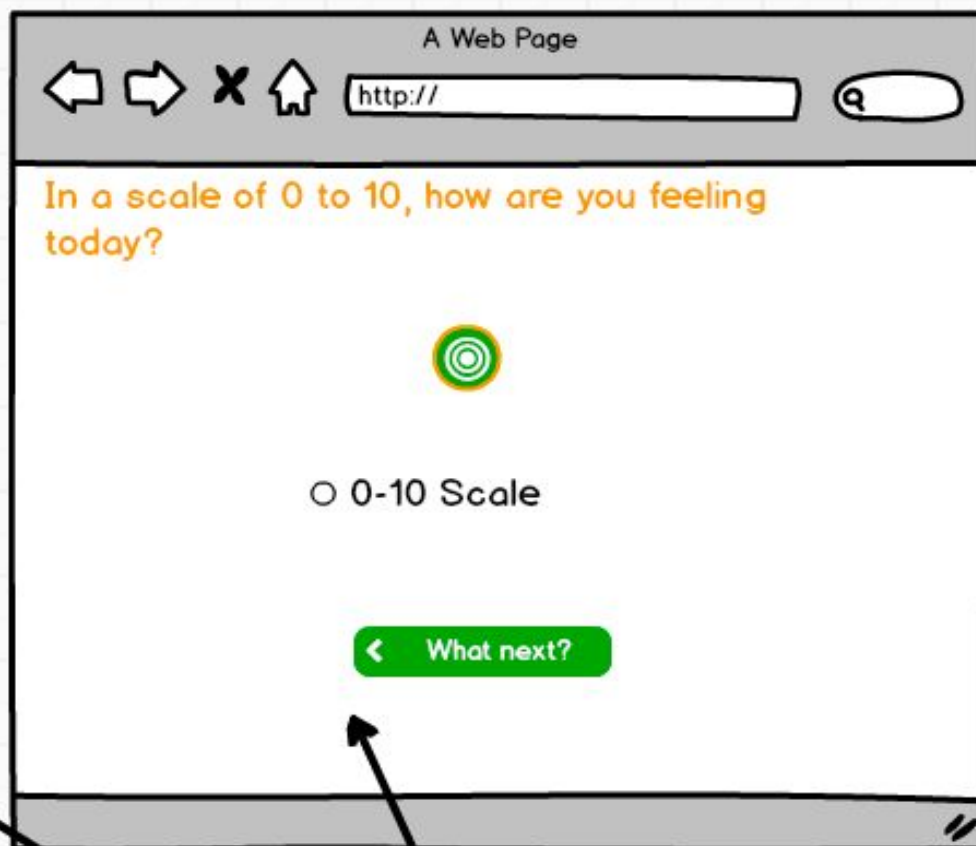 A Web Page
http://
In a scale of 0 to 10, how are you feeling
today?
0-10 Scale
What next?